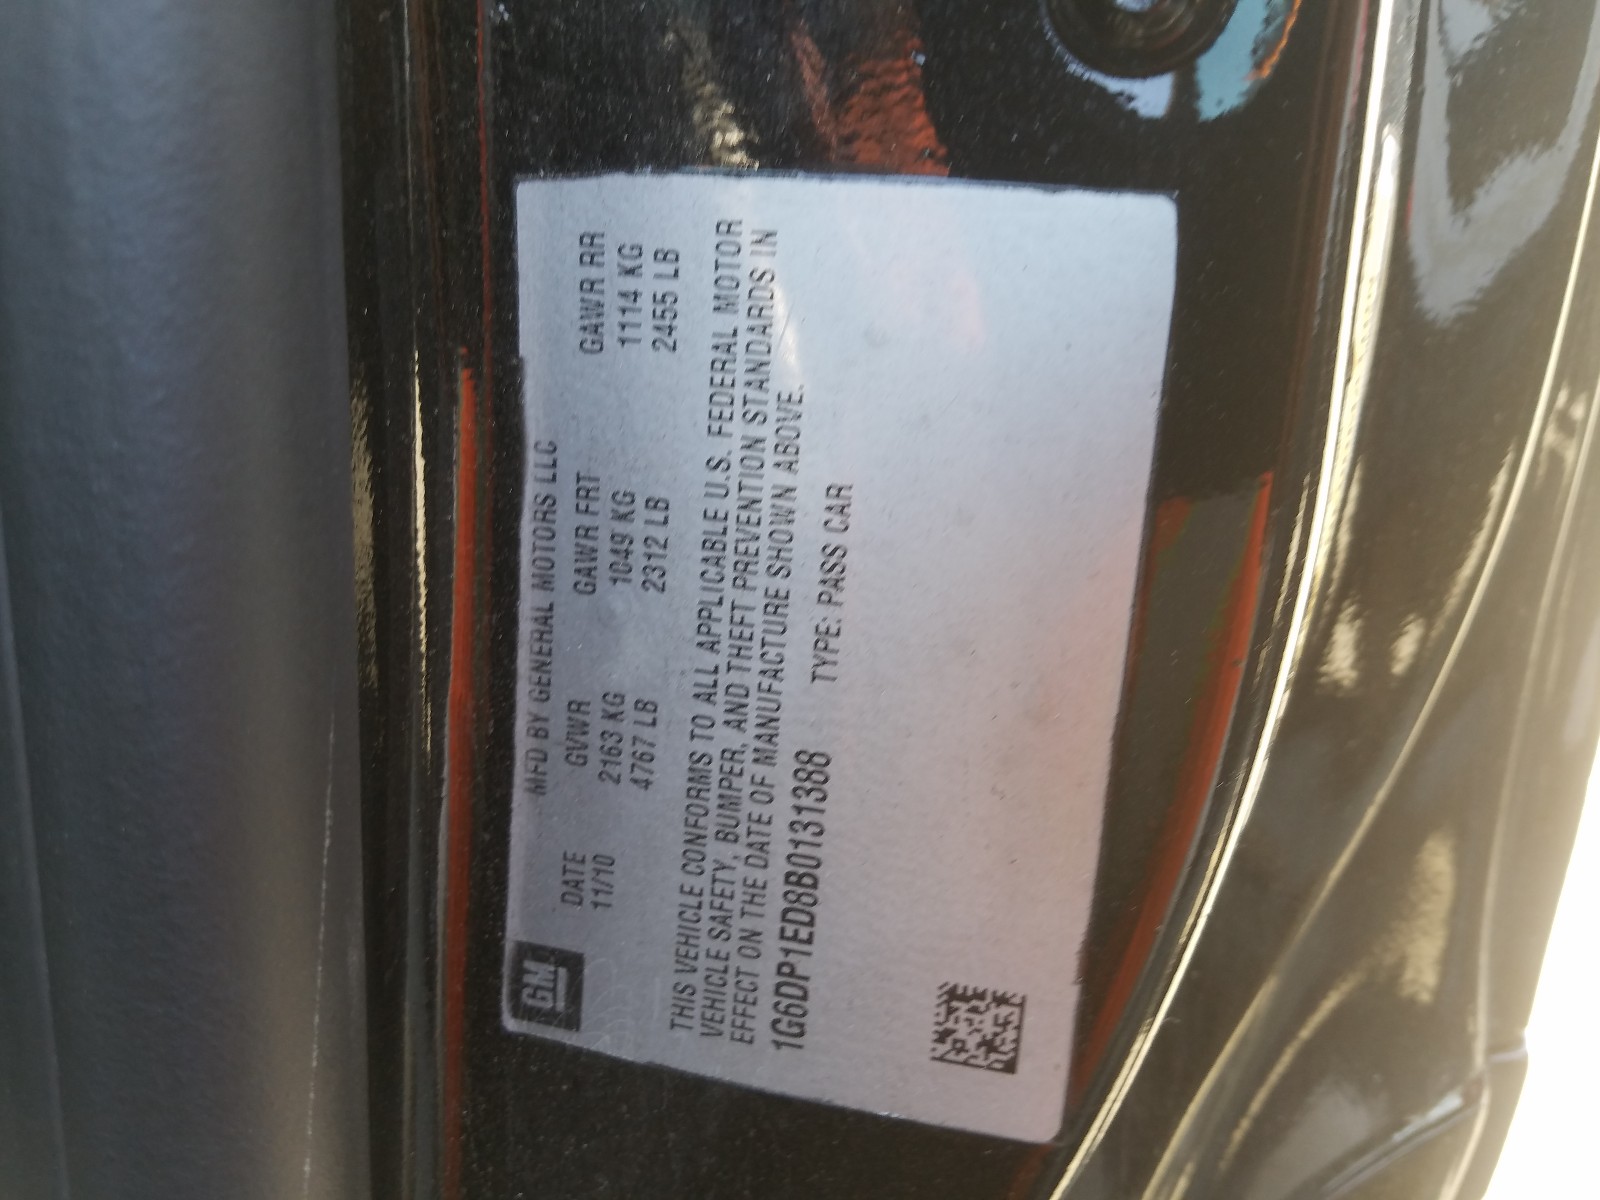 GM
MFD BY GENERAL MOTORS LLC
DATE GVWR GAWR FRT GAWR RR
11/10 2163 KG 1049 KG 1114 KG
4767 LB 2312 LB 2455 LB
THIS VEHICLE CONFORMS TO ALL APPLICABLE U.S. FEDERAL MOTOR
VEHICLE SAFETY, BUMPER, AND THEFT PREVENTION STANDARDS IN
EFFECT ON THE DATE OF MANUFACTURE SHOWN ABOVE.
1G6DP1ED8B0131388 TYPE: PASS CAR